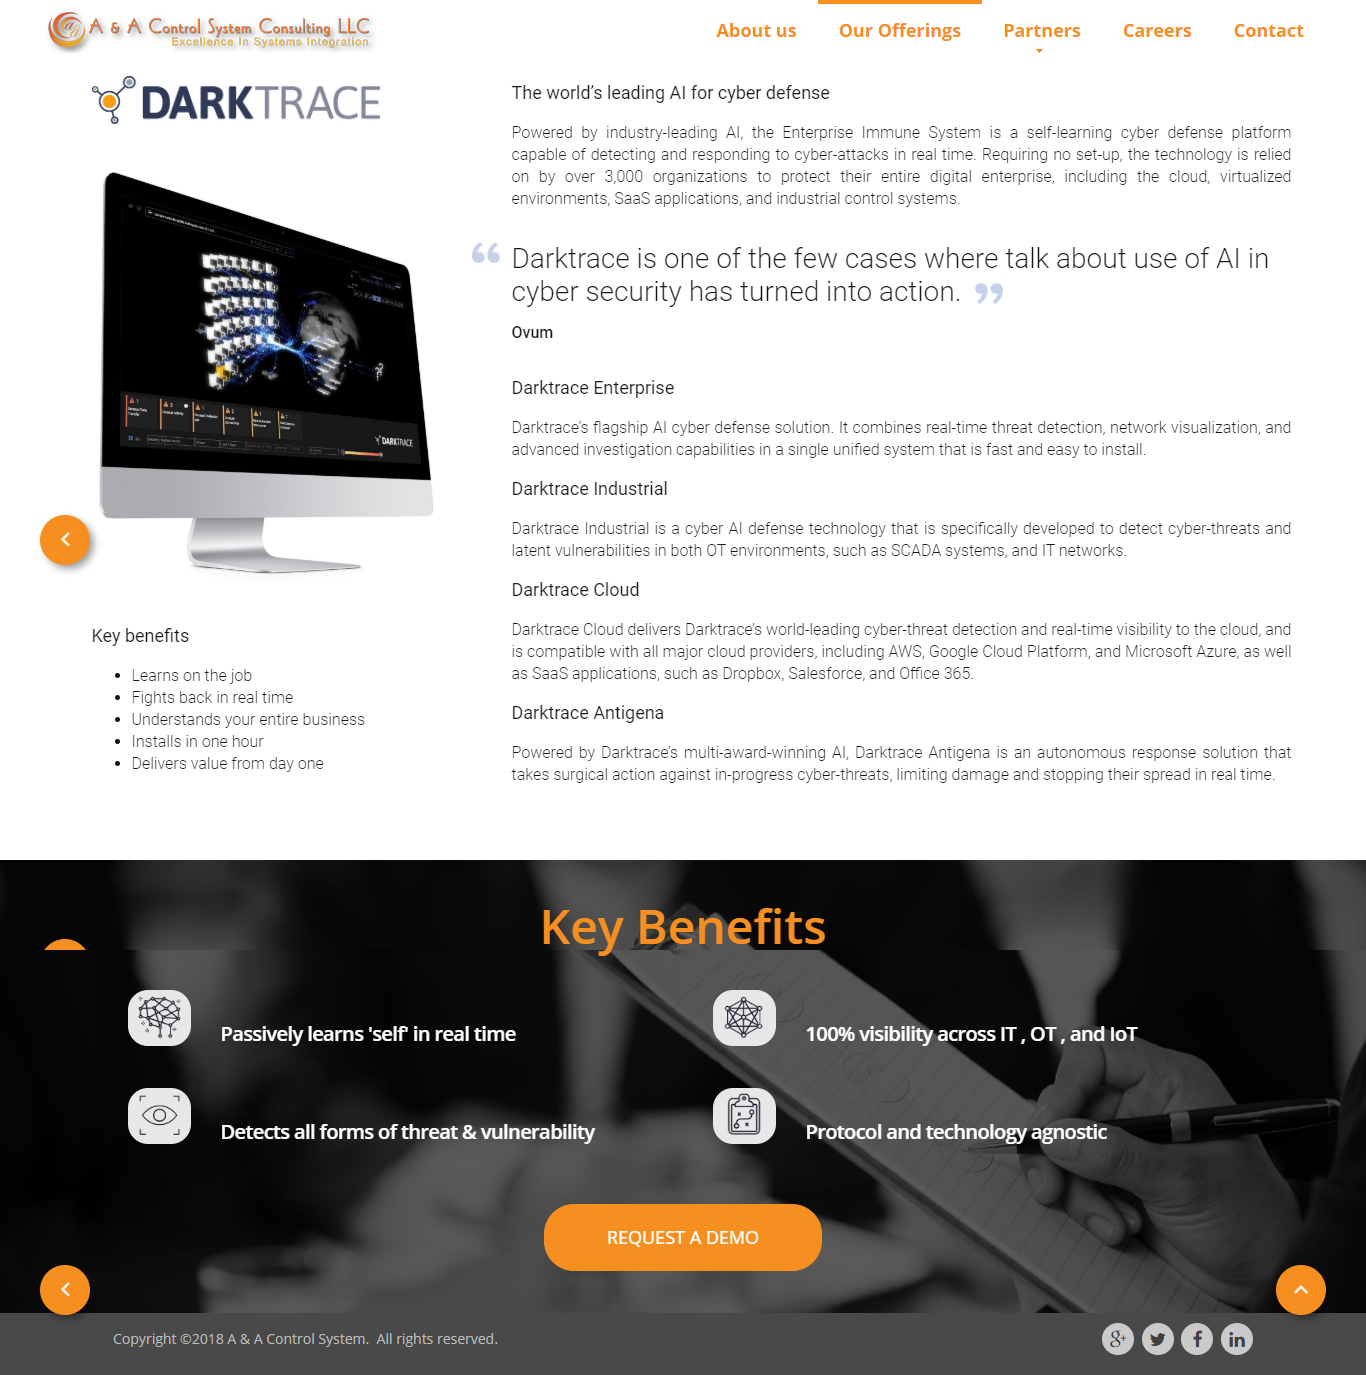 A & A Control System Consulting LLC
Excellence In Systems Integration
About us
Our Offerings
Partners
Careers
Contact
DARKTRACE
The world’s leading AI for cyber defense
Powered by industry-leading AI, the Enterprise Immune System is a self-learning cyber defense platform
capable of detecting and responding to cyber-attacks in real time. Requiring no set-up, the technology is relied
on by over 3,000 organizations to protect their entire digital enterprise, including the cloud, virtualized
environments, SaaS applications, and industrial control systems.
“ Darktrace is one of the few cases where talk about use of AI in
cyber security has turned into action. ”
Ovum
DARKTRACE
Darktrace Enterprise
Darktrace’s flagship AI cyber defense solution. It combines real-time threat detection, network visualization, and
advanced investigation capabilities in a single unified system that is fast and easy to install.
Darktrace Industrial
Darktrace Industrial is a cyber AI defense technology that is specifically developed to detect cyber-threats and
latent vulnerabilities in both OT environments, such as SCADA systems, and IT networks.
Darktrace Cloud
Darktrace Cloud delivers Darktrace’s world-leading cyber-threat detection and real-time visibility to the cloud, and
is compatible with all major cloud providers, including AWS, Google Cloud Platform, and Microsoft Azure, as well
as SaaS applications, such as Dropbox, Salesforce, and Office 365.
Darktrace Antigena
Powered by Darktrace’s multi-award-winning AI, Darktrace Antigena is an autonomous response solution that
takes surgical action against in-progress cyber-threats, limiting damage and stopping their spread in real time.
Key benefits
• Learns on the job
• Fights back in real time
• Understands your entire business
• Installs in one hour
• Delivers value from day one
Key Benefits
Passively learns 'self' in real time
100% visibility across IT , OT , and IoT
Detects all forms of threat & vulnerability
Protocol and technology agnostic
REQUEST A DEMO
Copyright ©2018 A & A Control System.  All rights reserved.